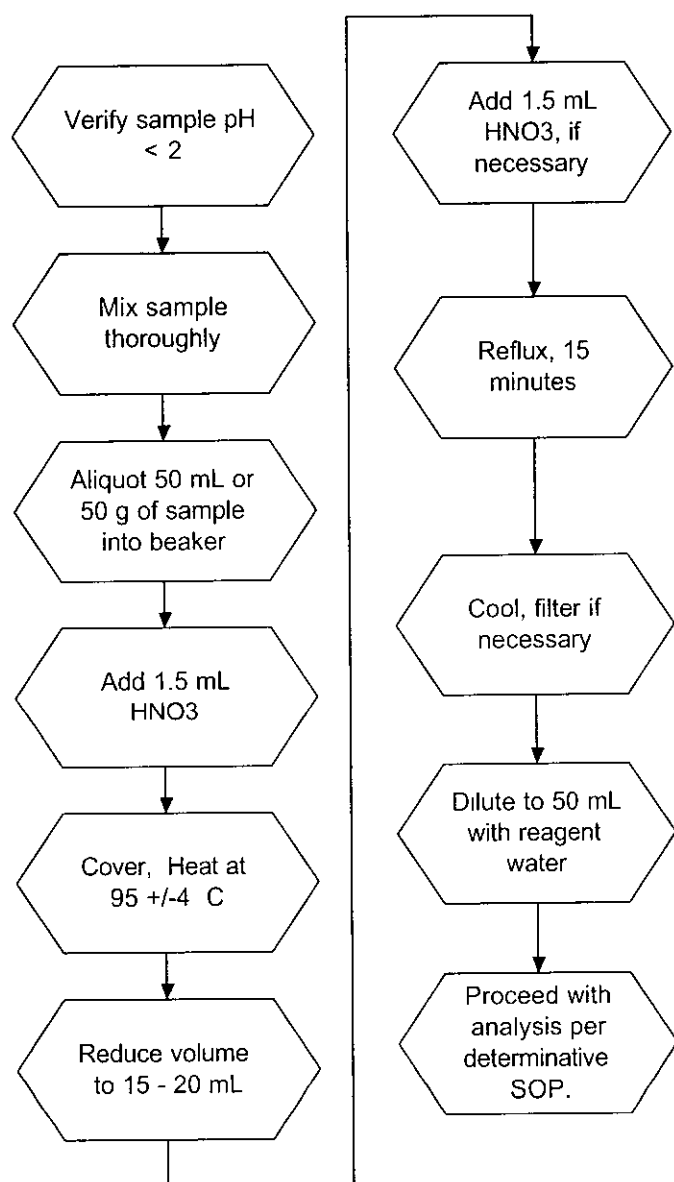 Verify sample pH
< 2
Mix sample
thoroughly
Aliquot 50 mL or
50 g of sample
into beaker
Add 1.5 mL
HNO3
Cover, Heat at
95 +/-4 C
Reduce volume
to 15 - 20 mL
Add 1.5 mL
HNO3, if
necessary
Reflux, 15
minutes
Cool, filter if
necessary
Dilute to 50 mL
with reagent
water
Proceed with
analysis per
determinative
SOP.